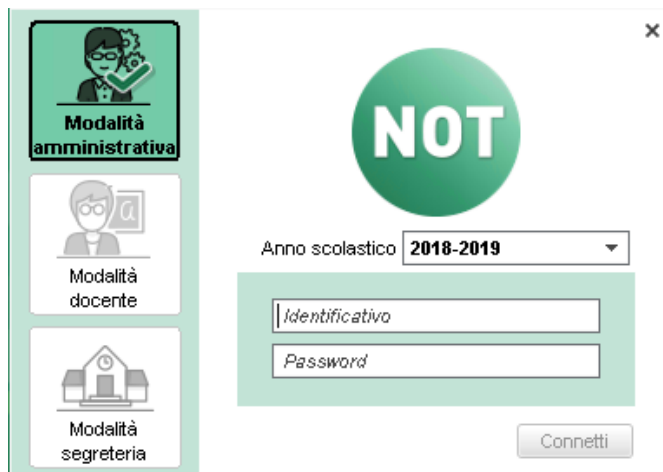 Modalità
amministrativa
Modalità
docente
Modalità
segreteria
×
NOT
Anno scolastico 2018-2019
Identificativo
Password
Connetti